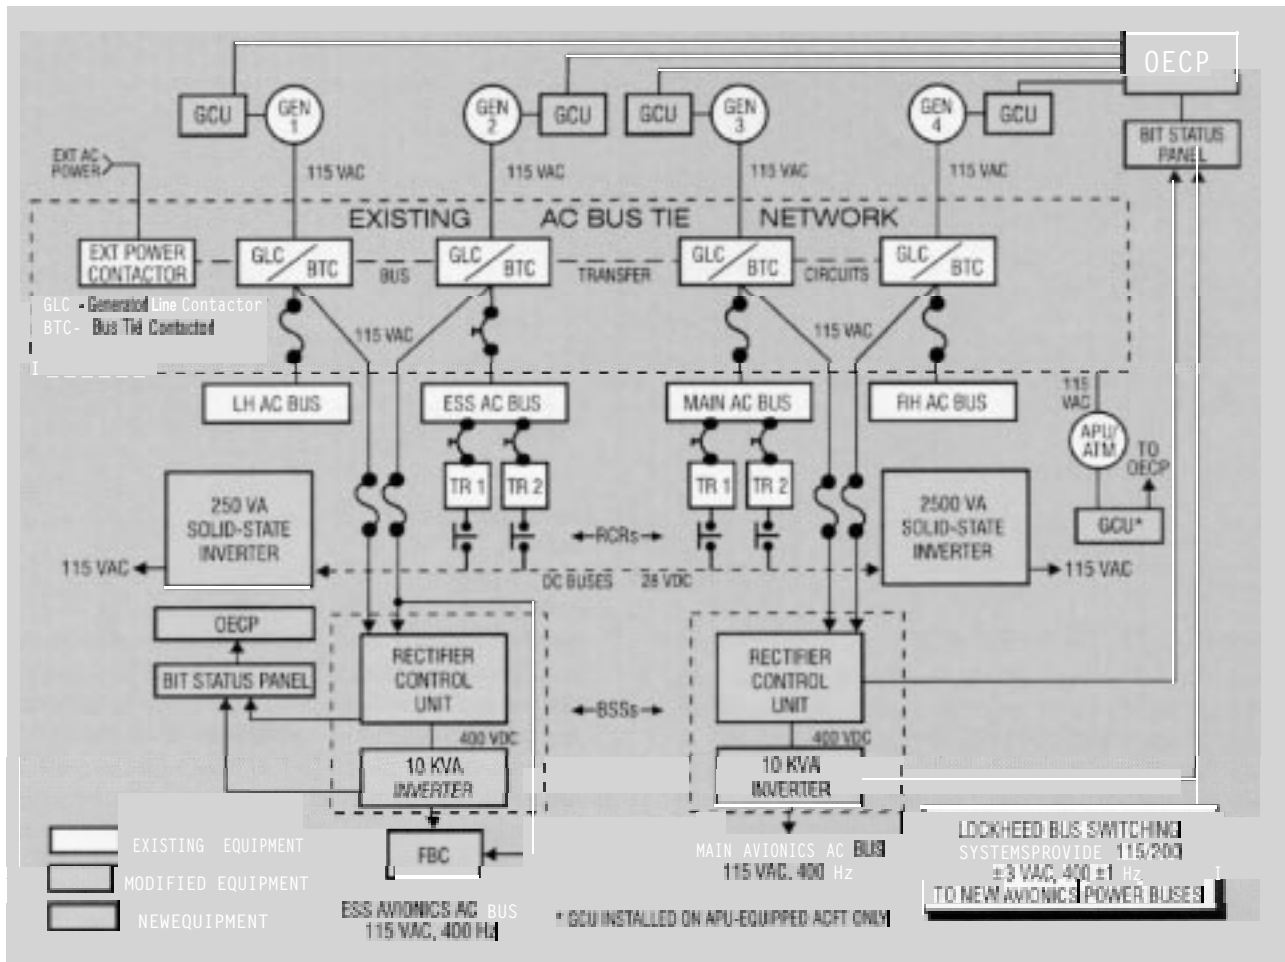 OECP
GCU
GEN
1
GEN
2
GCU
GCU
GEN
3
GEN
4
GCU
BIT STATUS
PANEL
EXT AC
POWER
115 VAC
115 VAC
115 VAC
115 VAC
EXISTING AC BUS TIE NETWORK
EXT POWER
CONTACTOR
GLC/BTC
BUS
GLC/BTC
TRANSFER
GLC/BTC
CIRCUITS
GLC/BTC
GLC - Generator Line Contactor
BTC- Bus Tie Contactor
115 VAC
115 VAC
LH AC BUS
ESS AC BUS
MAIN AC BUS
RH AC BUS
115
VAC
APU/
ATM
TO
OECP
GCU*
TR 1
TR 2
TR 1
TR 2
250 VA
SOLID-STATE
INVERTER
2500 VA
SOLID-STATE
INVERTER
RCRs
115 VAC
DC BUSES 28 VDC
115 VAC
OECP
BIT STATUS PANEL
RECTIFIER
CONTROL
UNIT
RECTIFIER
CONTROL
UNIT
BSSs
400 VDC
400 VDC
10 KVA
INVERTER
10 KVA
INVERTER
FBC
EXISTING EQUIPMENT
MODIFIED EQUIPMENT
NEWEQUIPMENT
ESS AVIONICS AC BUS
115 VAC, 400 Hz
MAIN AVIONICS AC BUS
115 VAC. 400 Hz
* GCU INSTALLED ON APU-EQUIPPED ACFT ONLY
LOCKHEED BUS SWITCHING
SYSTEMSPROVIDE 115/200
±3 VAC, 400 ±1 Hz
TO NEW AVIONICS POWER BUSES